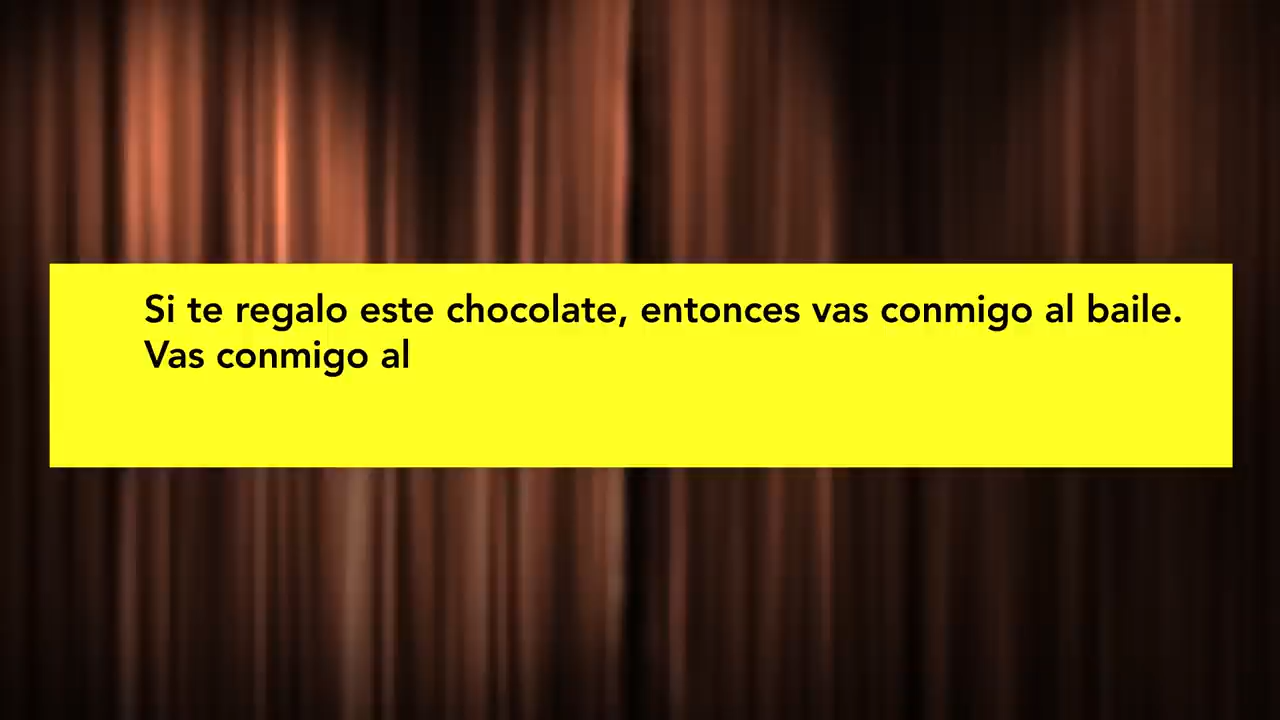 Si te regalo este chocolate, entonces vas conmigo al baile.
Vas conmigo al